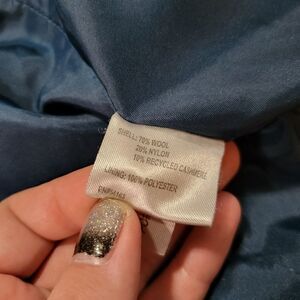 SHELL: 70% WOOL
20% NYLON
10% RECYCLED CASHMERE
LINING: 100% POLYESTER